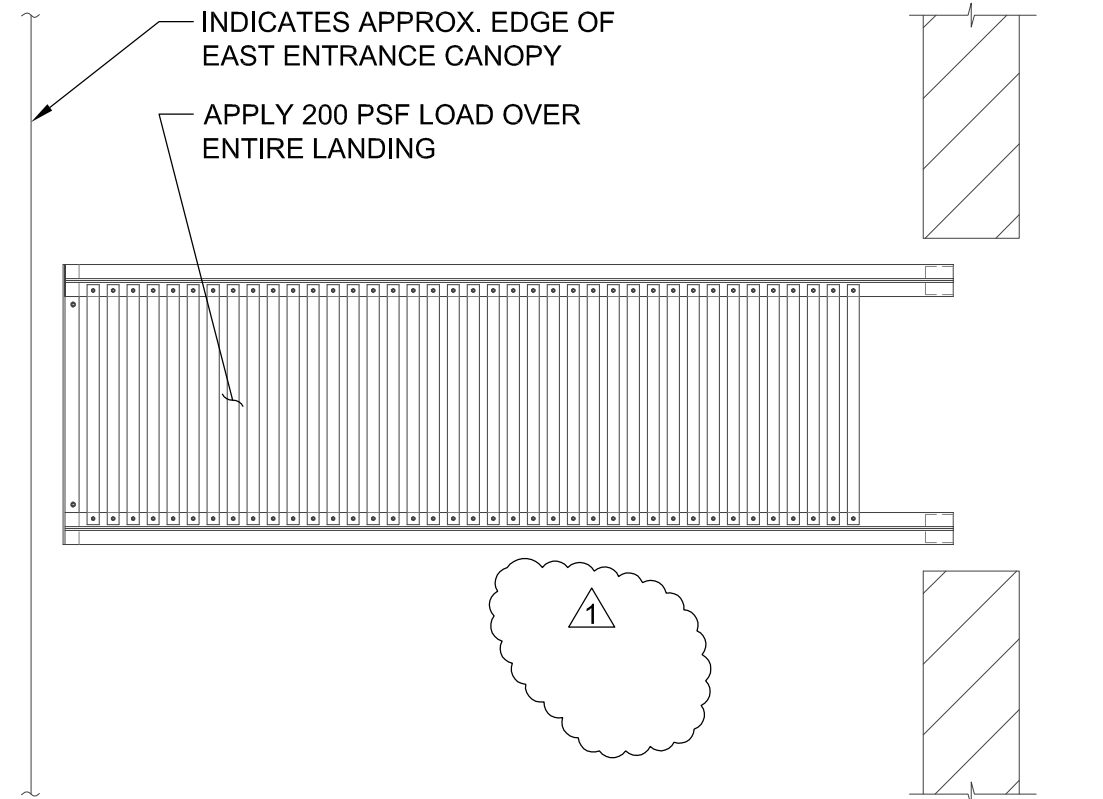 INDICATES APPROX. EDGE OF
EAST ENTRANCE CANOPY
APPLY 200 PSF LOAD OVER
ENTIRE LANDING
1